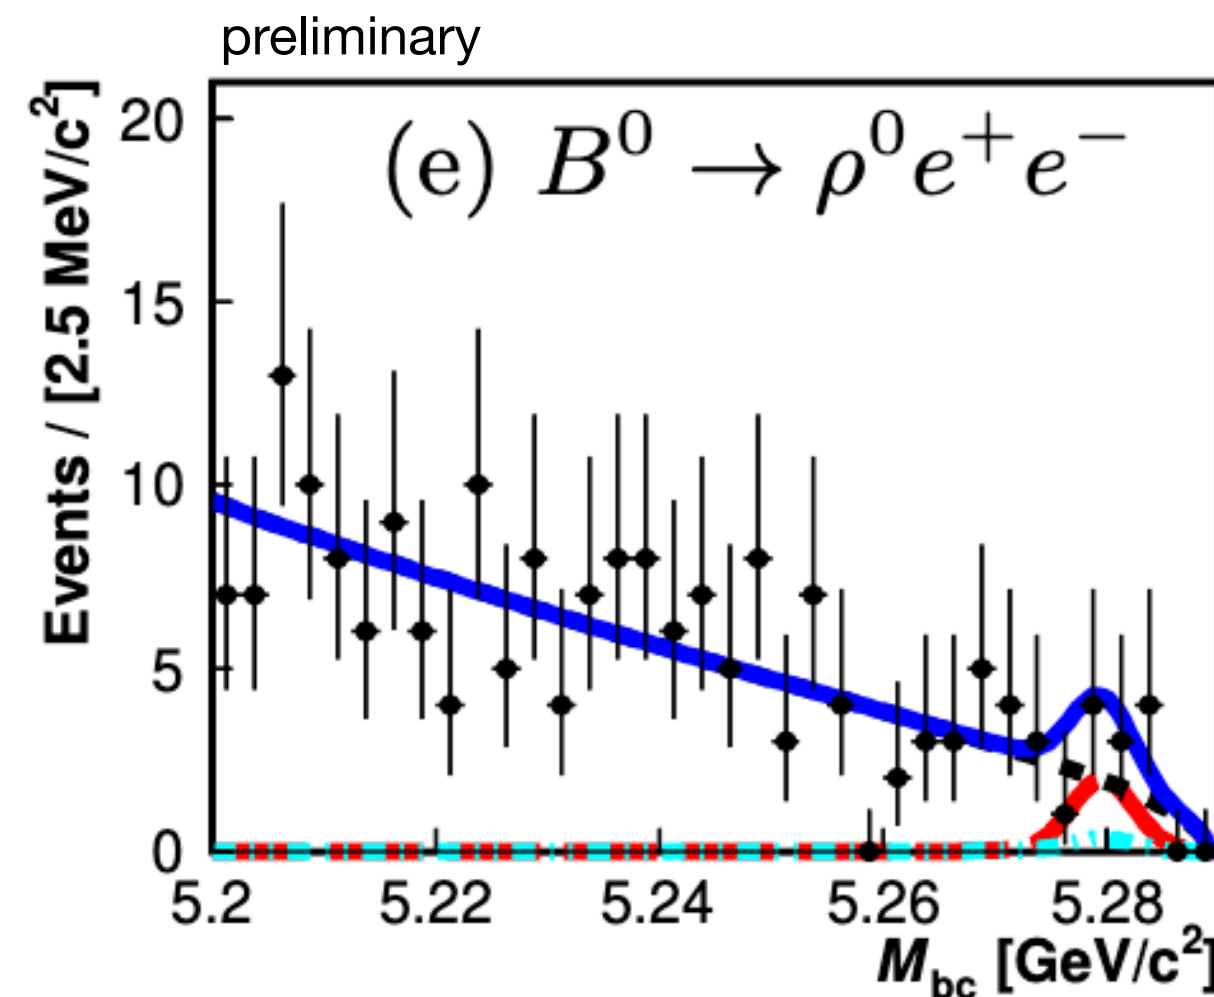 preliminary
(e) B⁰ → ρ⁰e⁺e⁻
Events / [2.5 MeV/c²]
20
15
10
5
0
5.2 5.22 5.24 5.26 5.28
M_bc [GeV/c²]